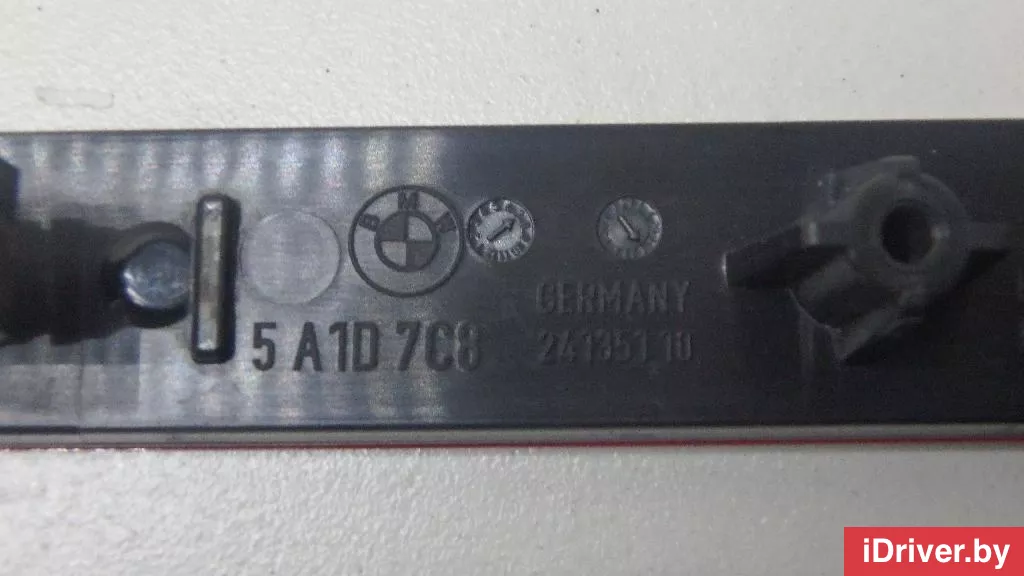 BMW
5 A1D 7C8
GERMANY
241351 10
iDriver.by